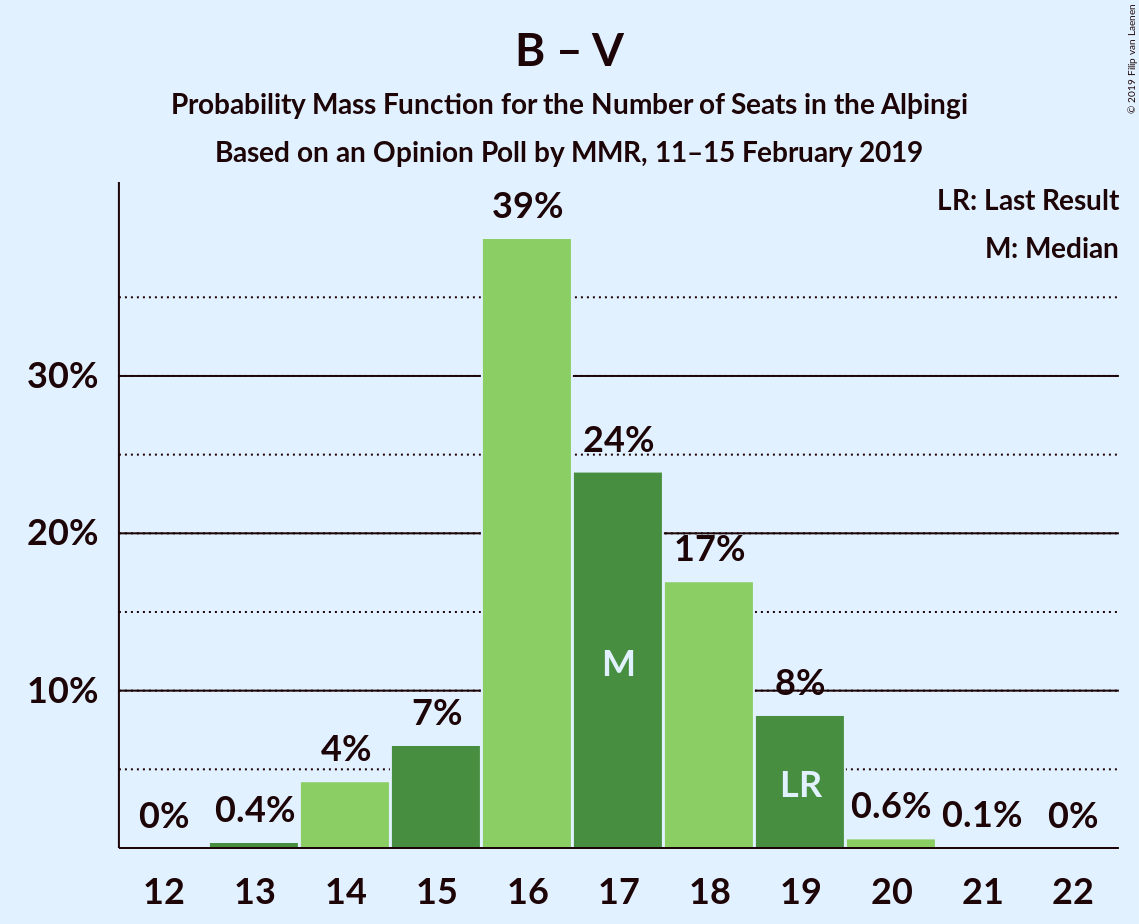 B – V
Probability Mass Function for the Number of Seats in the Alþingi
Based on an Opinion Poll by MMR, 11–15 February 2019
© 2019 Filip van Laenen
LR: Last Result
M: Median
39%
30%
24%
20%
17%
10%
8%
7%
4%
0%
0.4%
0.6%
0.1%
0%
M
LR
12 13 14 15 16 17 18 19 20 21 22